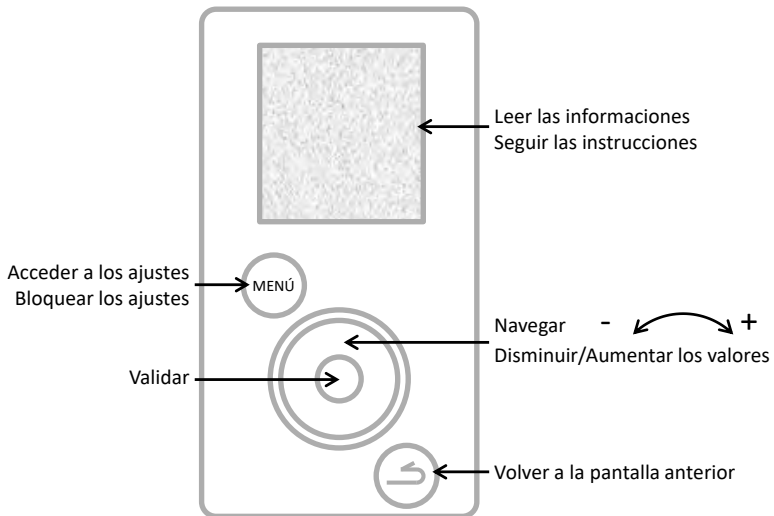 Leer las informaciones
Seguir las instrucciones
Acceder a los ajustes
Bloquear los ajustes
MENÚ
Navegar - +
Disminuir/Aumentar los valores
Validar
Volver a la pantalla anterior